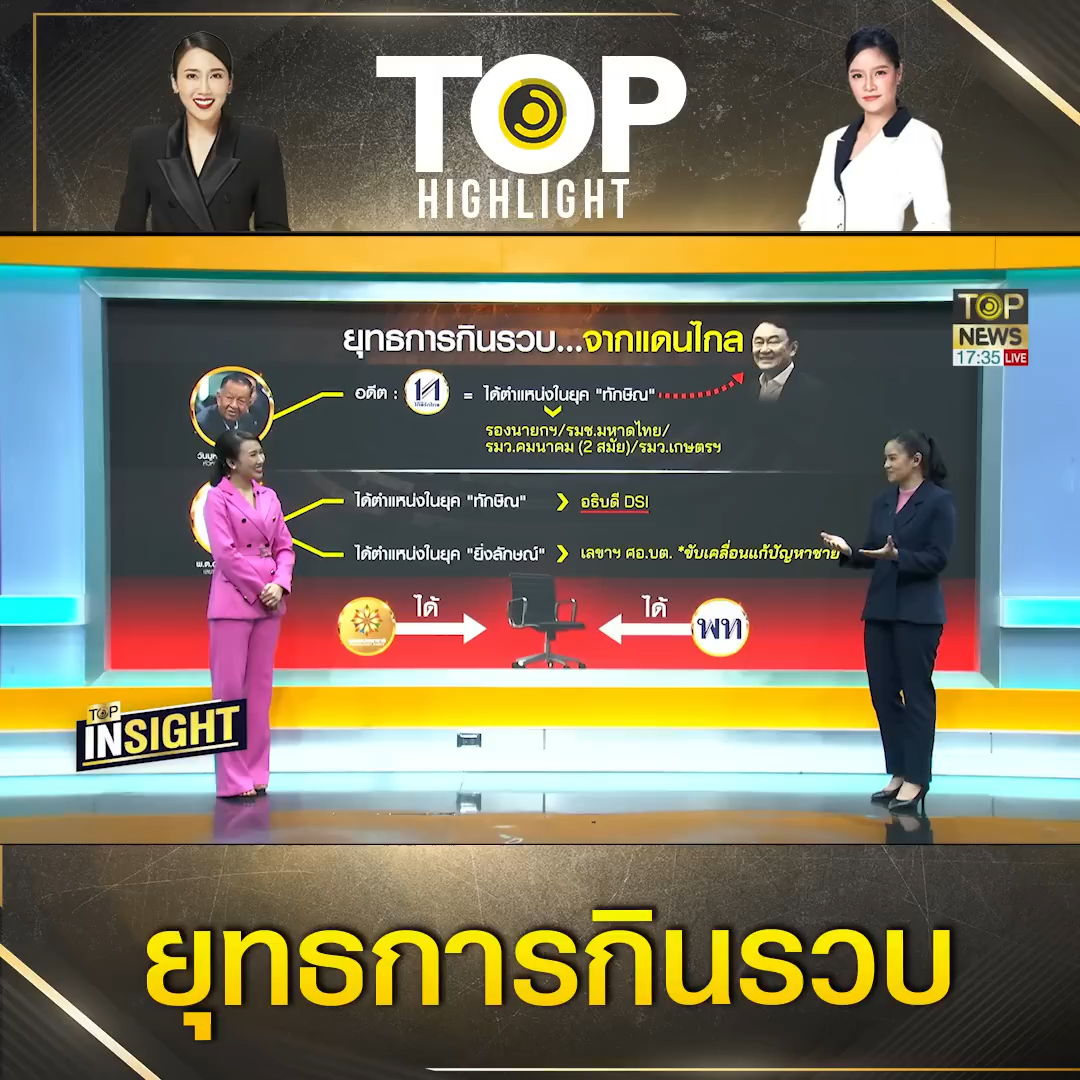 TOP
HIGHLIGHT
TOP
NEWS
17:35 LIVE
ยุทธการกินรวบ...จากแดนไกล
อดีต : = ได้ตำแหน่งในยุค "ทักษิณ"
รองนายกฯ/รมช.มหาดไทย/
รมว.คมนาคม (2 สมัย)/รมว.เกษตรฯ
ได้ตำแหน่งในยุค "ทักษิณ" อธิบดี DSI
ได้ตำแหน่งในยุค "ยิ่งลักษณ์" เลขาฯ ศอ.บต. *ขับเคลื่อนแก้ปัญหาชาย
ได้ ได้
พท
TOP
INSIGHT
ยุทธการกินรวบ